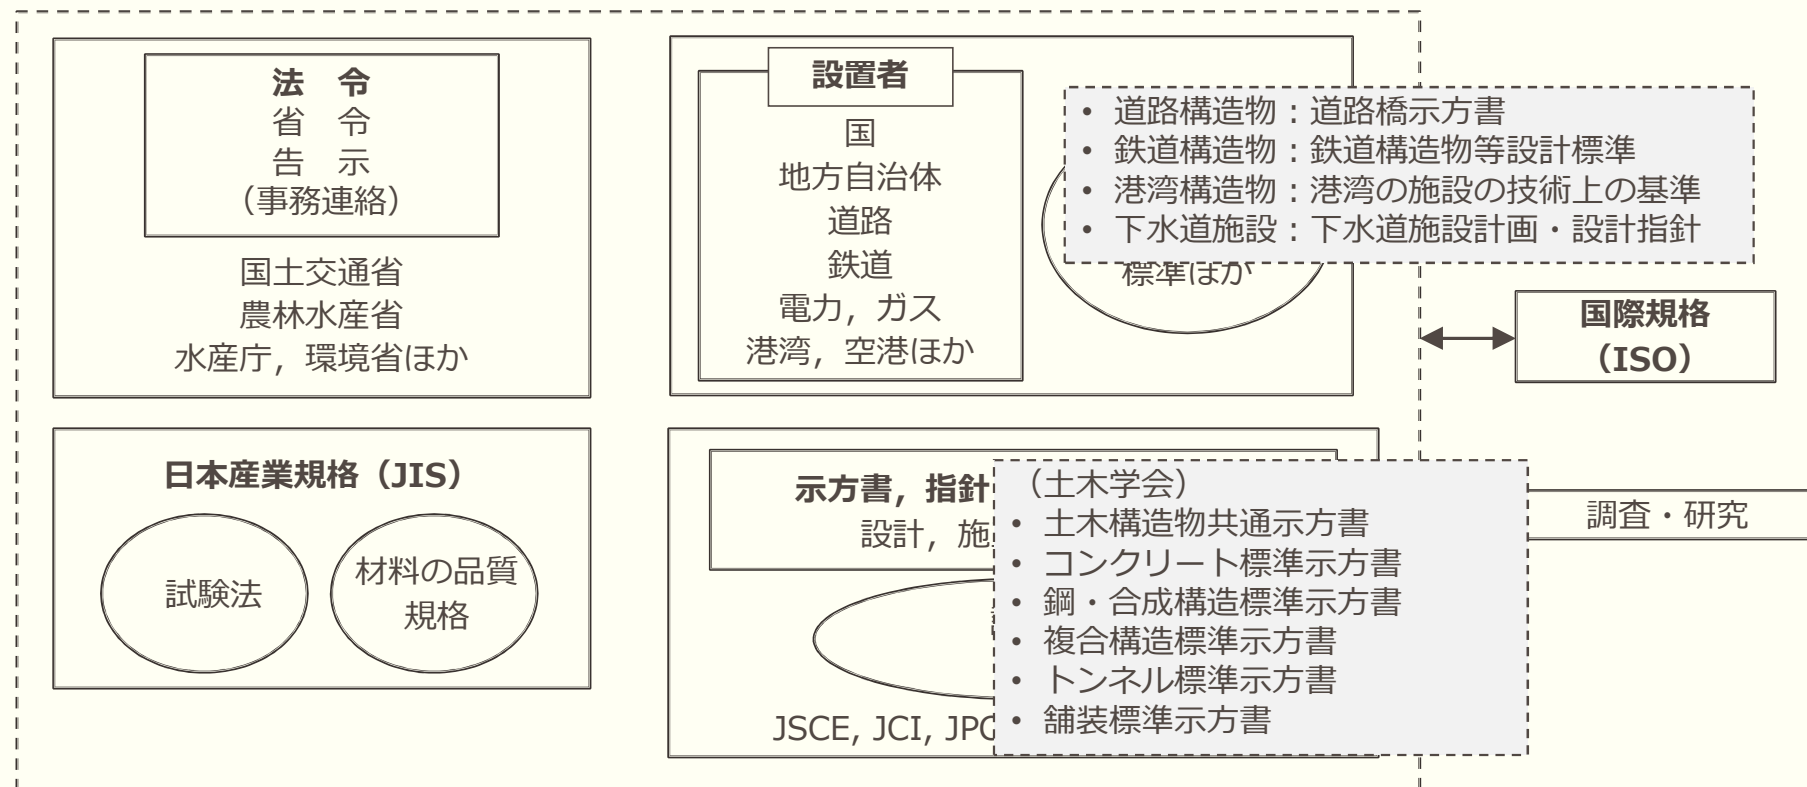 法　令
省　令
告　示
（事務連絡）
国土交通省
農林水産省
水産庁，環境省ほか
設置者
国
地方自治体
道路
鉄道
電力，ガス
港湾，空港ほか
• 道路構造物：道路橋示方書
• 鉄道構造物：鉄道構造物等設計標準
• 港湾構造物：港湾の施設の技術上の基準
• 下水道施設：下水道施設計画・設計指針
標準ほか
国際規格
（ISO）
日本産業規格（JIS）
試験法
材料の品質
規格
示方書，指針
設計，施
JSCE, JCI, JPC
（土木学会）
• 土木構造物共通示方書
• コンクリート標準示方書
• 鋼・合成構造標準示方書
• 複合構造標準示方書
• トンネル標準示方書
• 舗装標準示方書
調査・研究